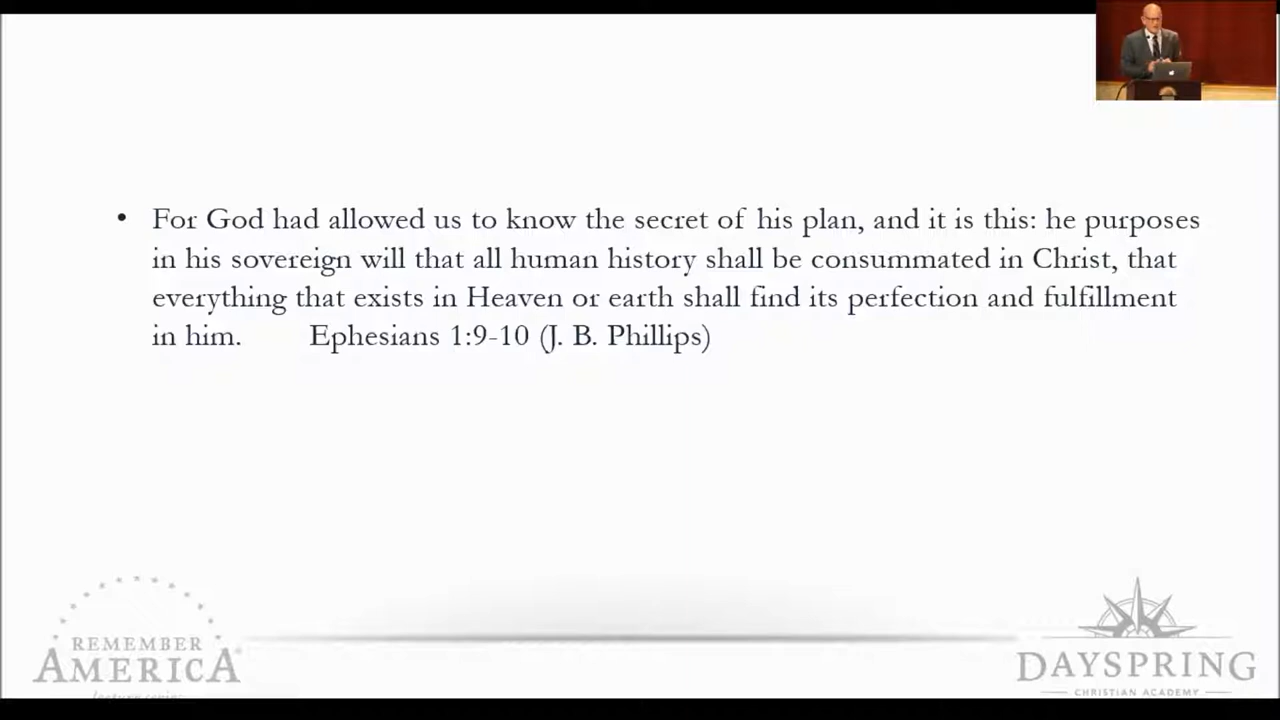 • For God had allowed us to know the secret of his plan, and it is this: he purposes
in his sovereign will that all human history shall be consummated in Christ, that
everything that exists in Heaven or earth shall find its perfection and fulfillment
in him. Ephesians 1:9-10 (J. B. Phillips)
REMEMBER
AMERICA
lecture series
DAYSPRING
CHRISTIAN ACADEMY